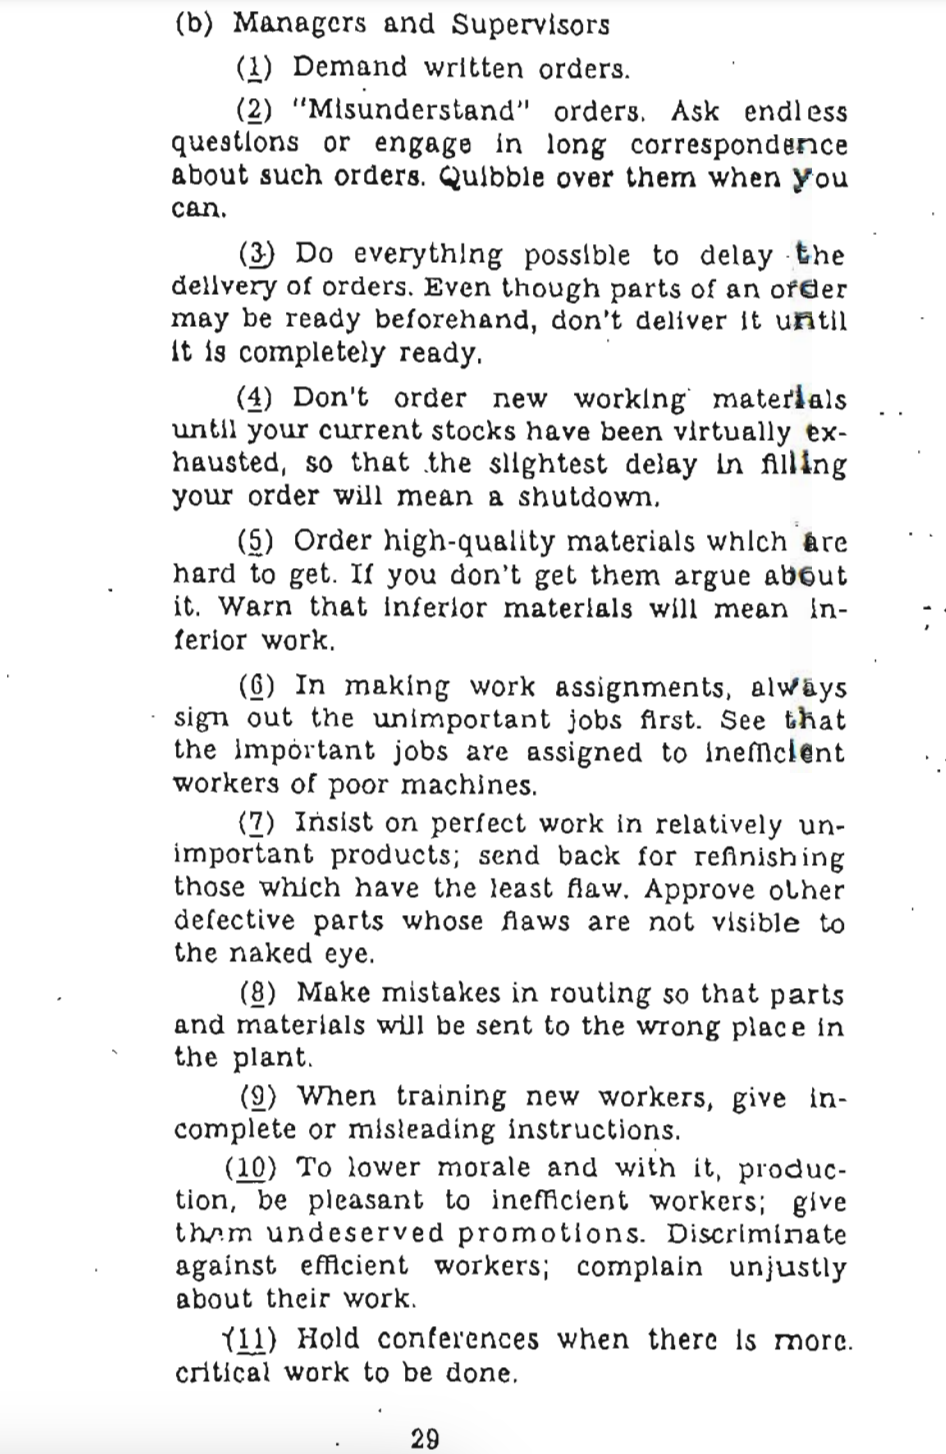 (b) Managers and Supervisors
(1) Demand written orders.
(2) "Misunderstand" orders. Ask endless
questions or engage in long correspondence
about such orders. Quibble over them when you
can.
(3) Do everything possible to delay the
delivery of orders. Even though parts of an order
may be ready beforehand, don't deliver it until
it is completely ready.
(4) Don't order new working materials
until your current stocks have been virtually ex-
hausted, so that the slightest delay in filling
your order will mean a shutdown.
(5) Order high-quality materials which are
hard to get. If you don't get them argue about
it. Warn that inferior materials will mean in-
ferior work.
(6) In making work assignments, always
sign out the unimportant jobs first. See that
the important jobs are assigned to inefficient
workers of poor machines.
(7) Insist on perfect work in relatively un-
important products; send back for refinishing
those which have the least flaw. Approve other
defective parts whose flaws are not visible to
the naked eye.
(8) Make mistakes in routing so that parts
and materials will be sent to the wrong place in
the plant.
(9) When training new workers, give in-
complete or misleading instructions.
(10) To lower morale and with it, produc-
tion, be pleasant to inefficient workers; give
them undeserved promotions. Discriminate
against efficient workers; complain unjustly
about their work.
(11) Hold conferences when there is more
critical work to be done.
29